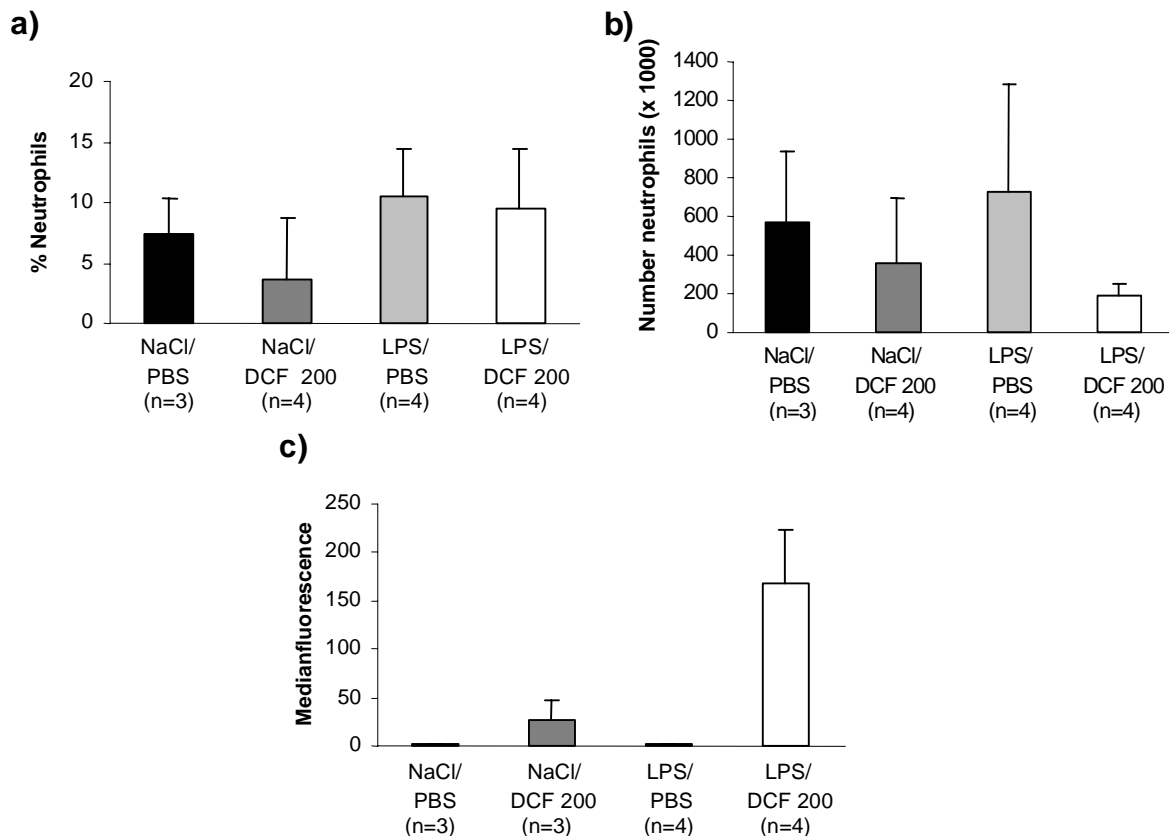 a)
% Neutrophils
20
15
10
5
0
NaCl/ NaCl/ LPS/ LPS/
PBS DCF 200 PBS DCF 200
(n=3) (n=4) (n=4) (n=4)
b)
Number neutrophils (x 1000)
1400
1200
1000
800
600
400
200
0
NaCl/ NaCl/ LPS/ LPS/
PBS DCF 200 PBS DCF 200
(n=3) (n=4) (n=4) (n=4)
c)
Medianfluorescence
250
200
150
100
50
0
NaCl/ NaCl/ LPS/ LPS/
PBS DCF 200 PBS DCF 200
(n=3) (n=3) (n=4) (n=4)